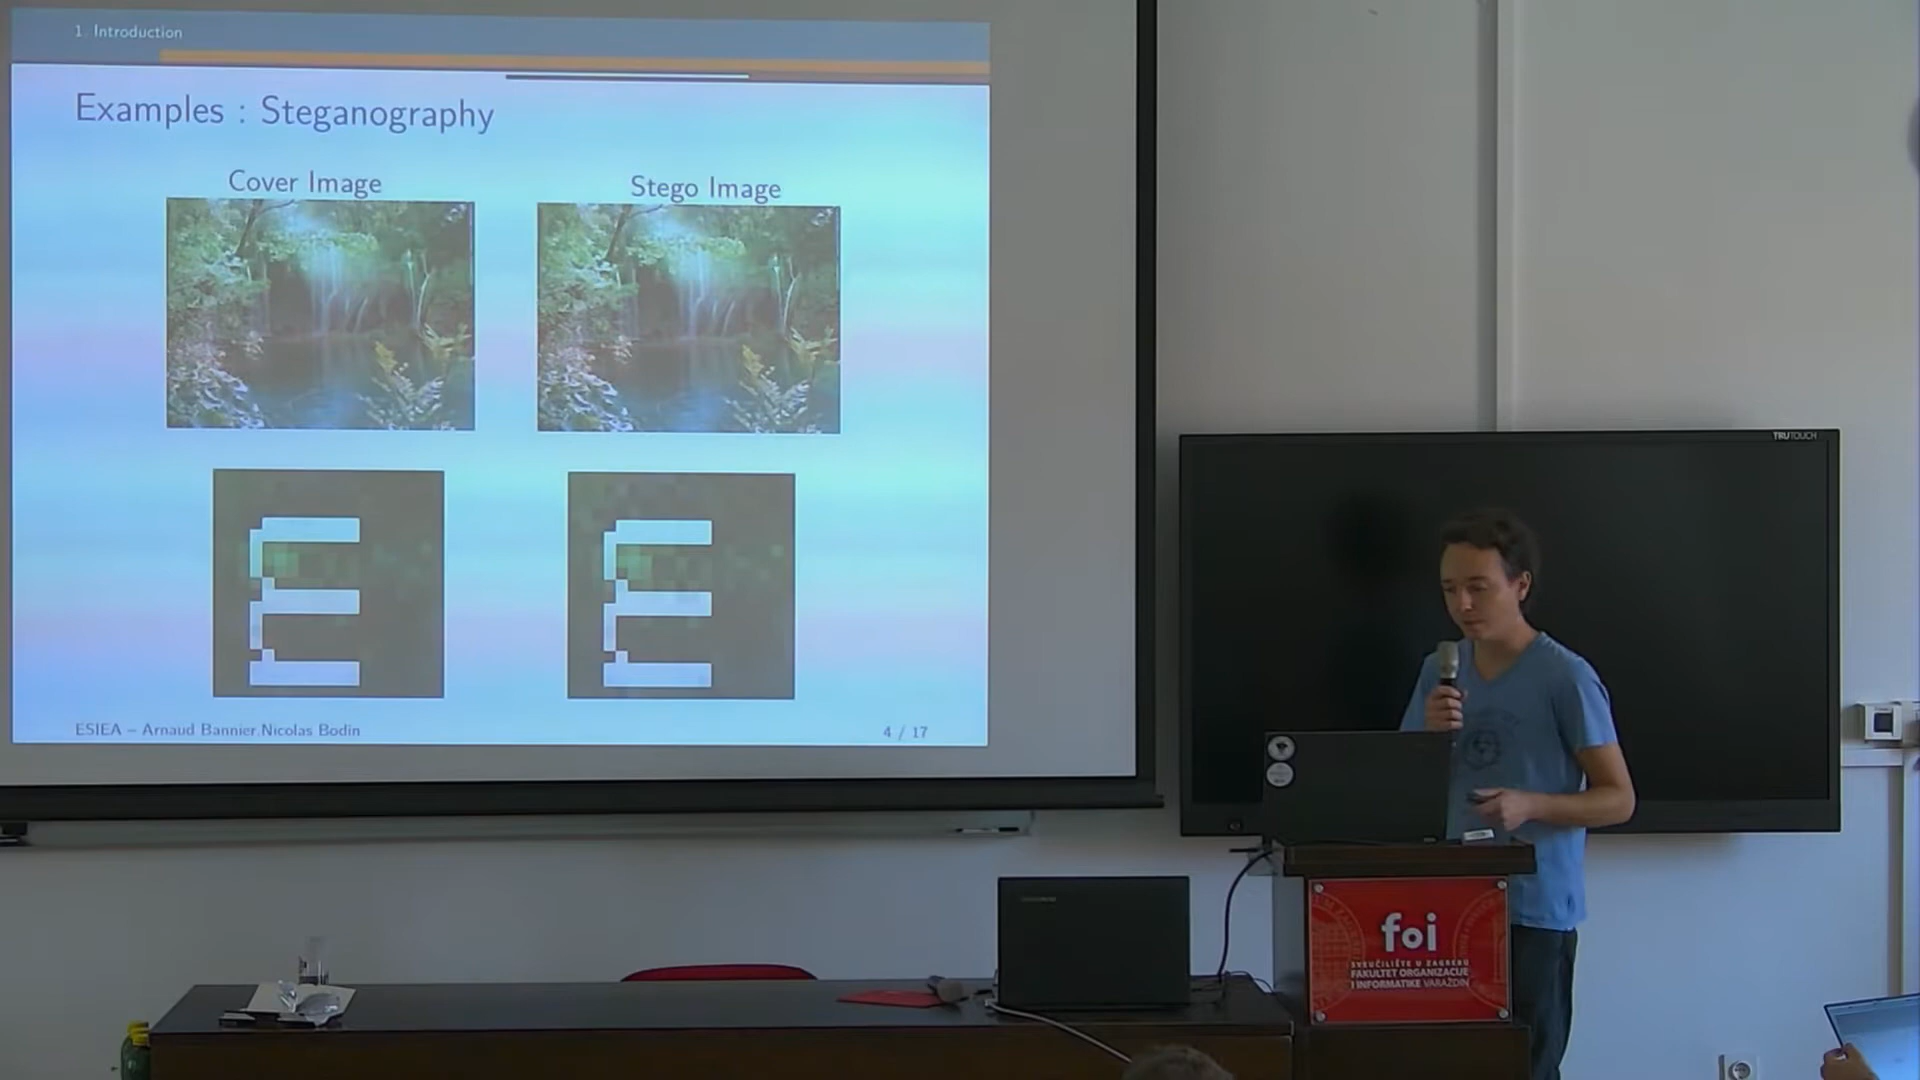 1. Introduction
Examples : Steganography
Cover Image
Stego Image
ESIEA – Arnaud Bannier Nicolas Bodin
4 / 17
TRUTOUCH
foi
SVEUČILIŠTE U ZAGREBU
FAKULTET ORGANIZACIJE
I INFORMATIKE VARAŽDIN